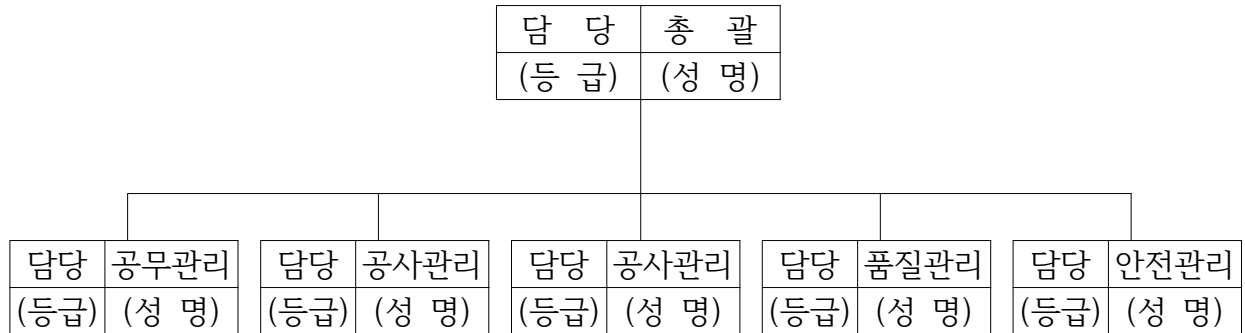 담 당 총 괄
(등 급) (성 명)
담당 공무관리 담당 공사관리 담당 공사관리 담당 품질관리 담당 안전관리
(등급) (성 명) (등급) (성 명) (등급) (성 명) (등급) (성 명) (등급) (성 명)